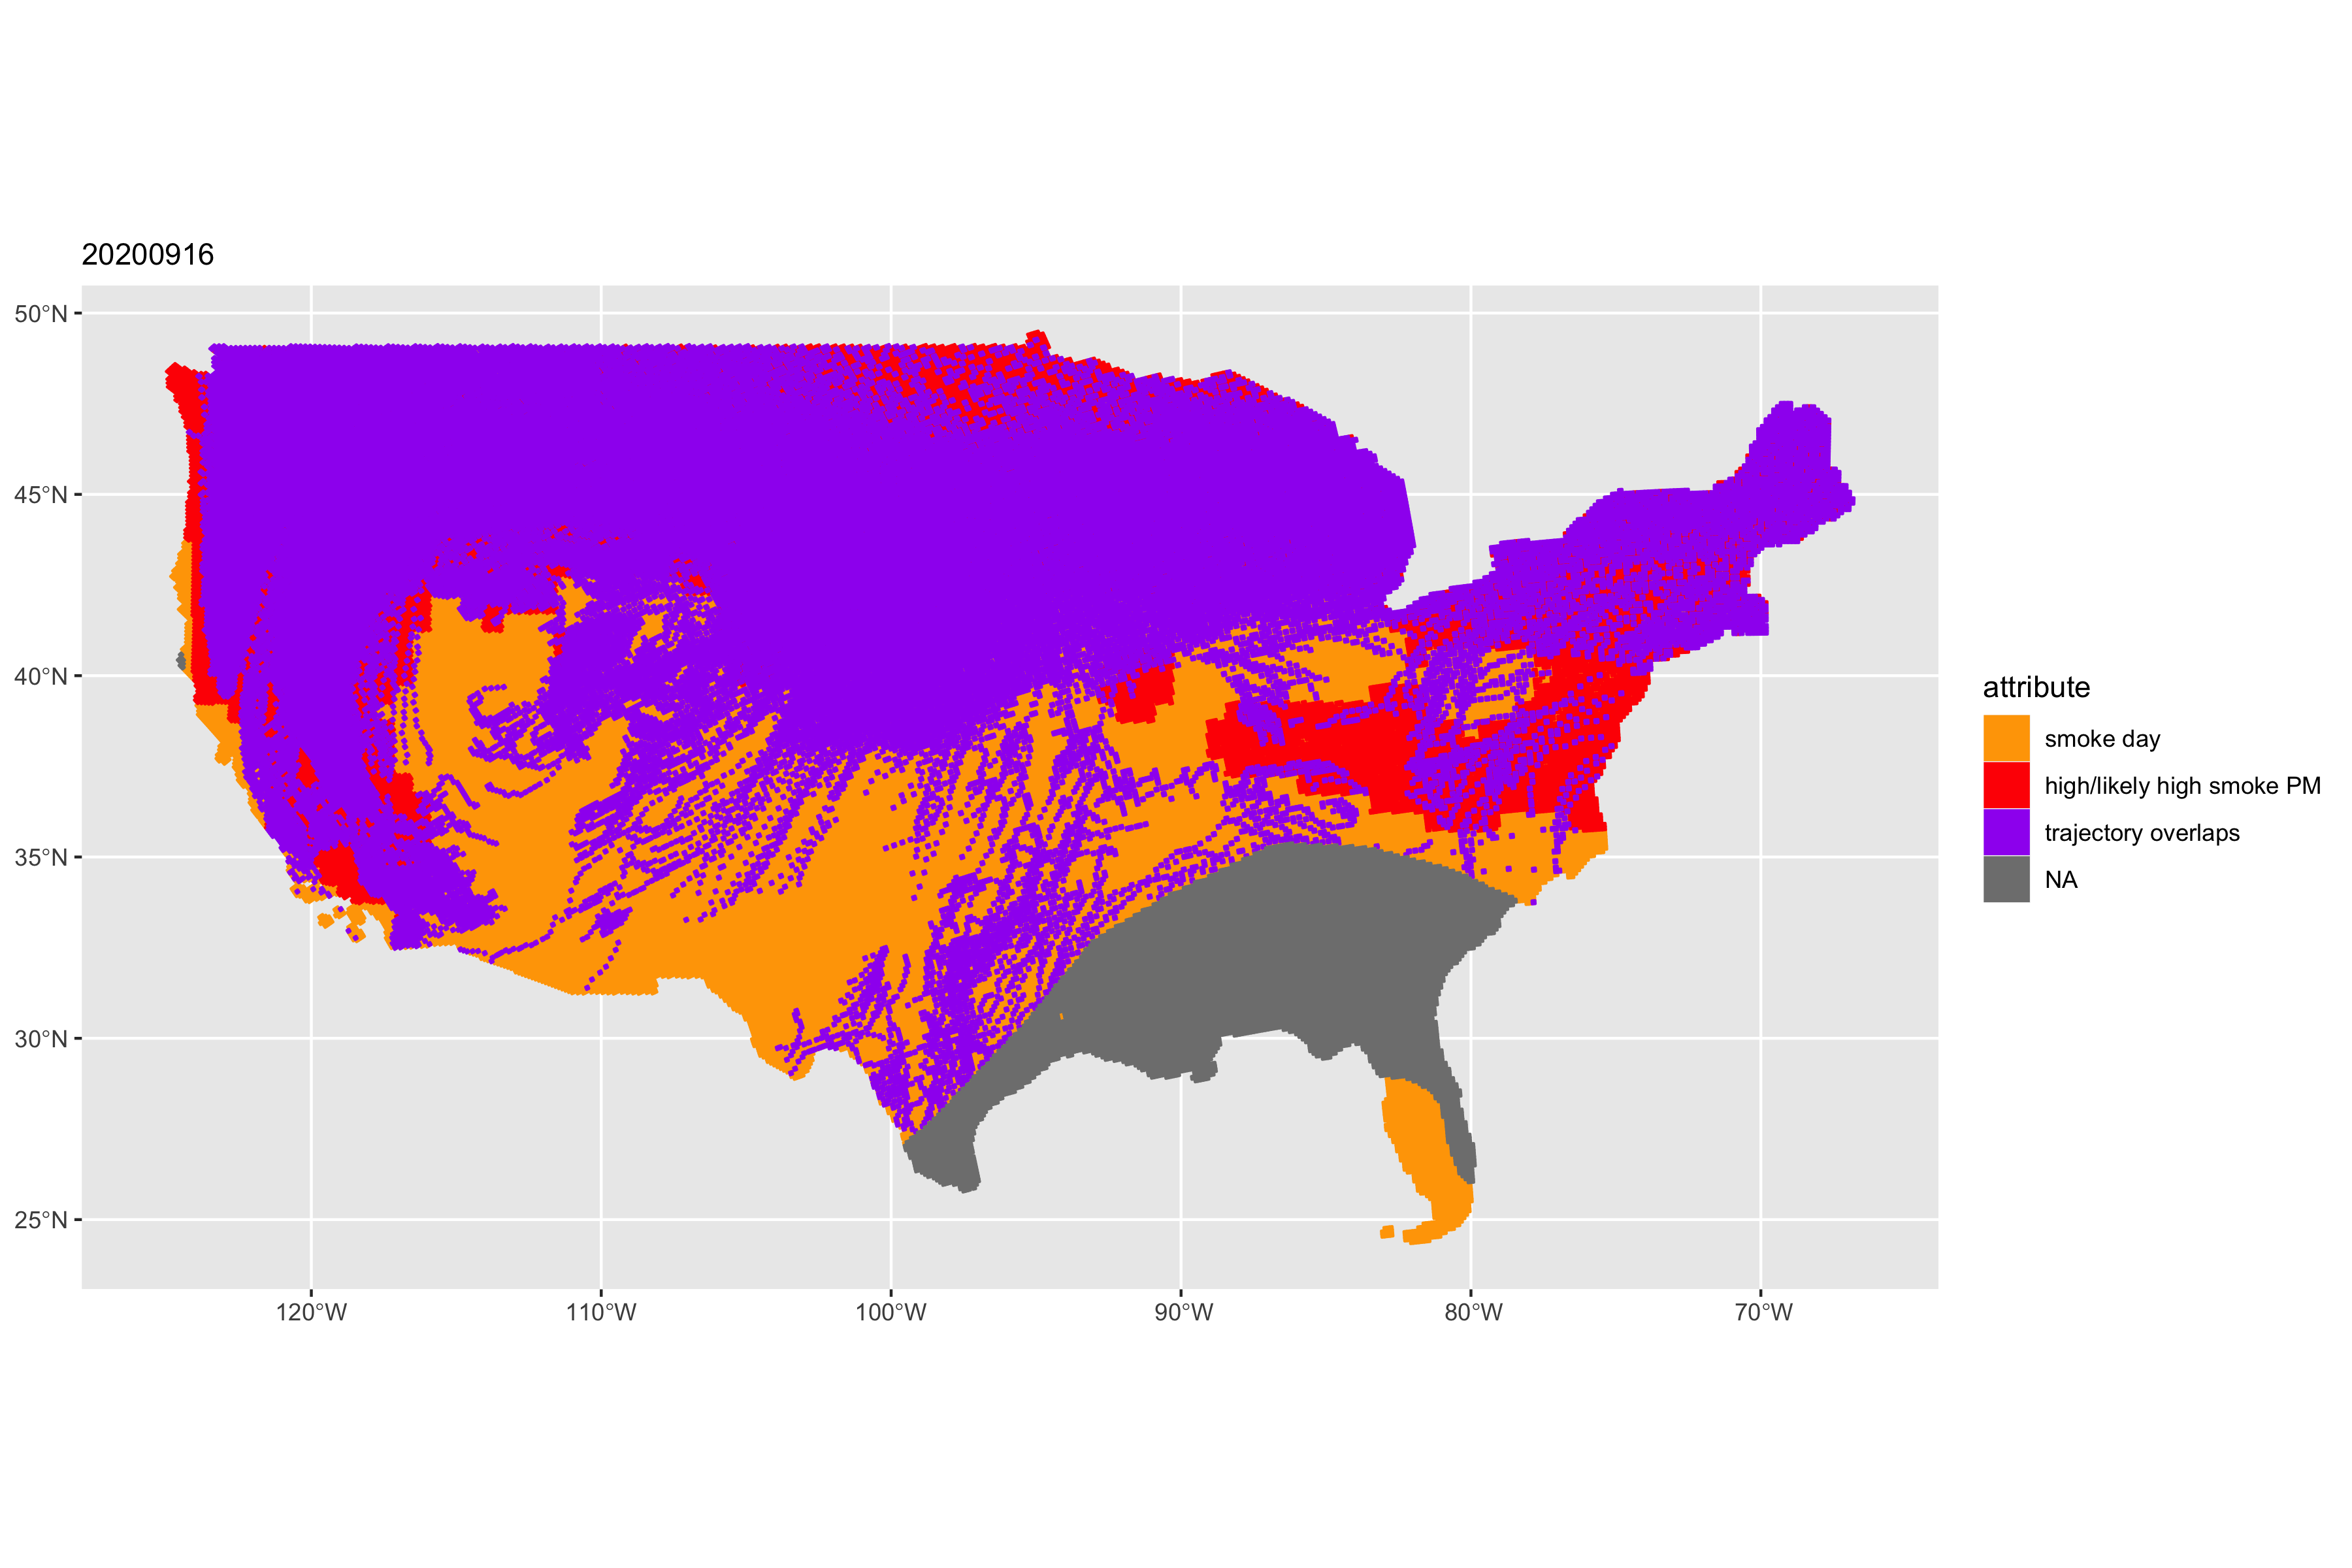 20200916
50°N
45°N
40°N
35°N
30°N
25°N
120°W
110°W
100°W
90°W
80°W
70°W
attribute
smoke day
high/likely high smoke PM
trajectory overlaps
NA